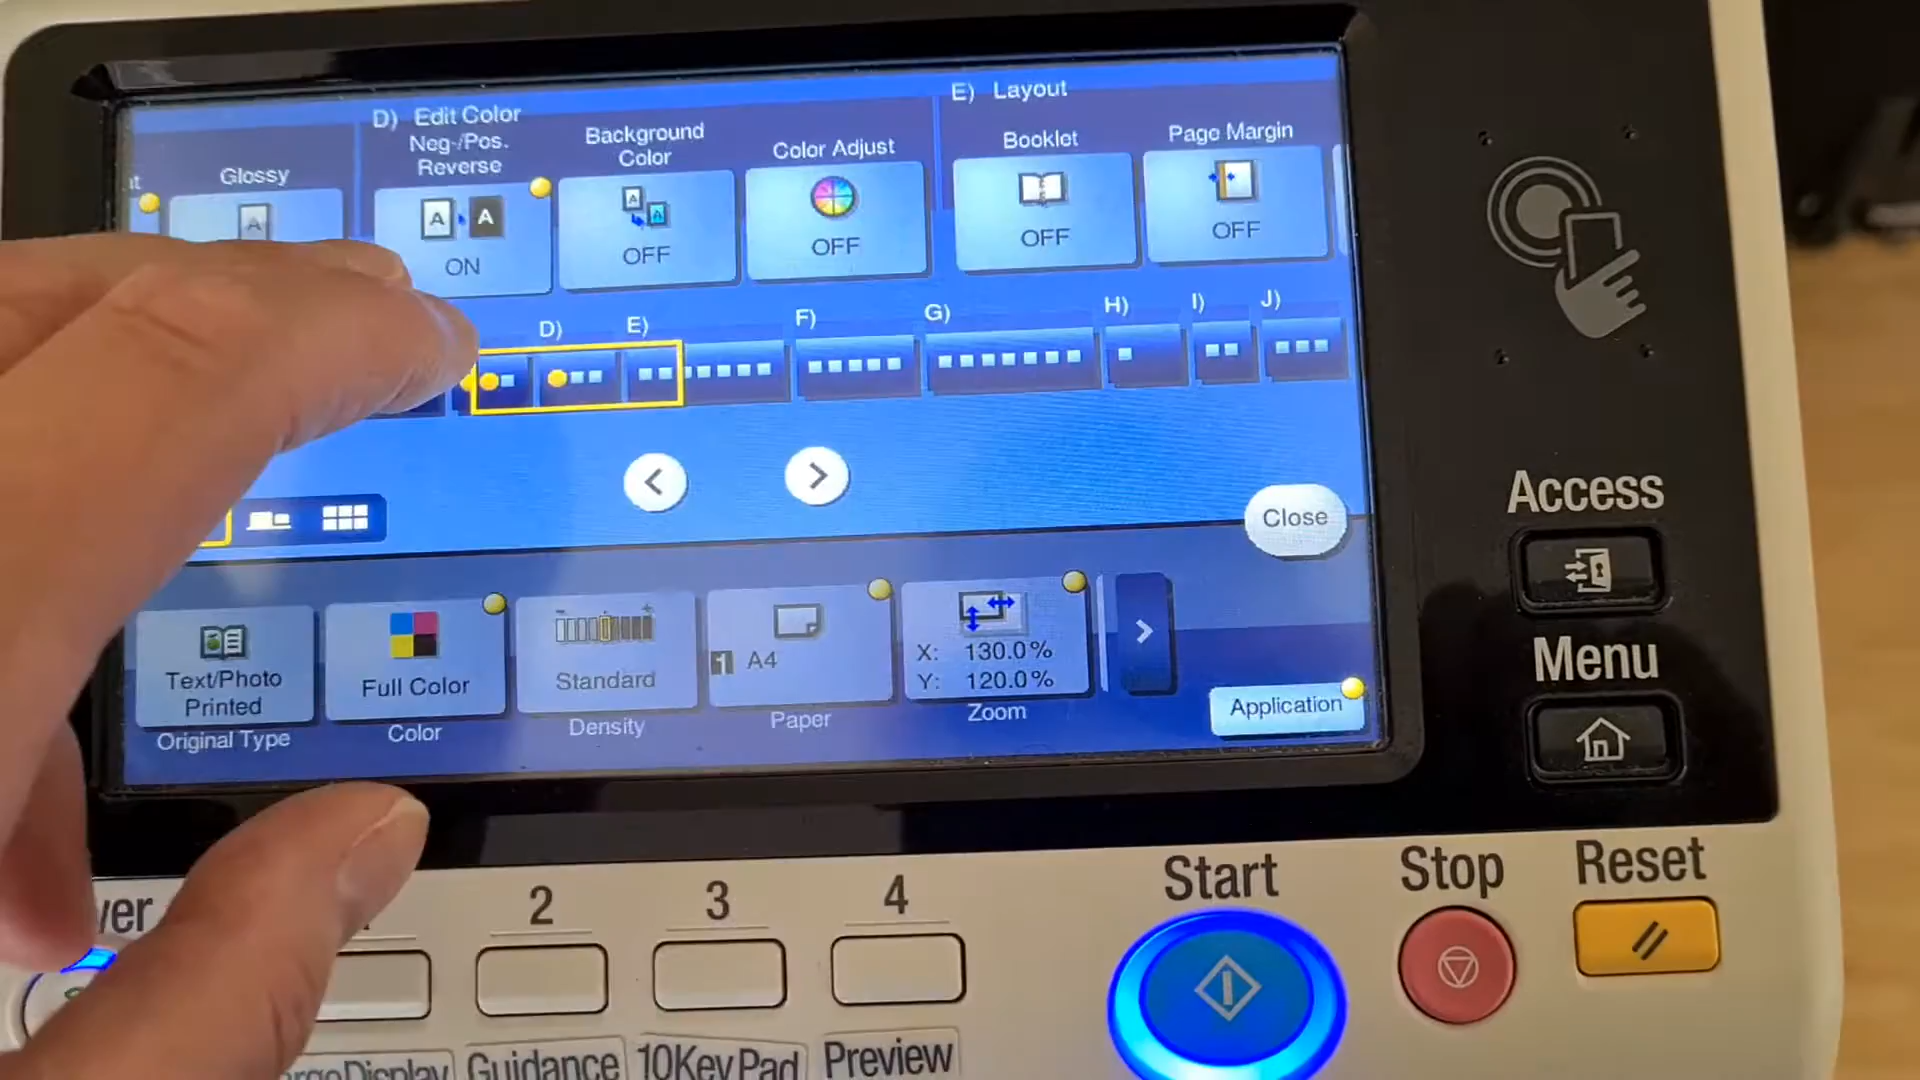 D) Edit Color
E) Layout
Glossy
Neg-/Pos.
Reverse
Background
Color
Color Adjust
Booklet
Page Margin
A
A
A
A
A
ON
OFF
OFF
OFF
OFF
D)
E)
F)
G)
H)
I)
J)
Close
Text/Photo
Printed
Full Color
Standard
1 A4
X: 130.0%
Y: 120.0%
Original Type
Color
Density
Paper
Zoom
Application
Access
Menu
2
3
4
Start
Stop
Reset
Guidance
10KeyPad
Preview